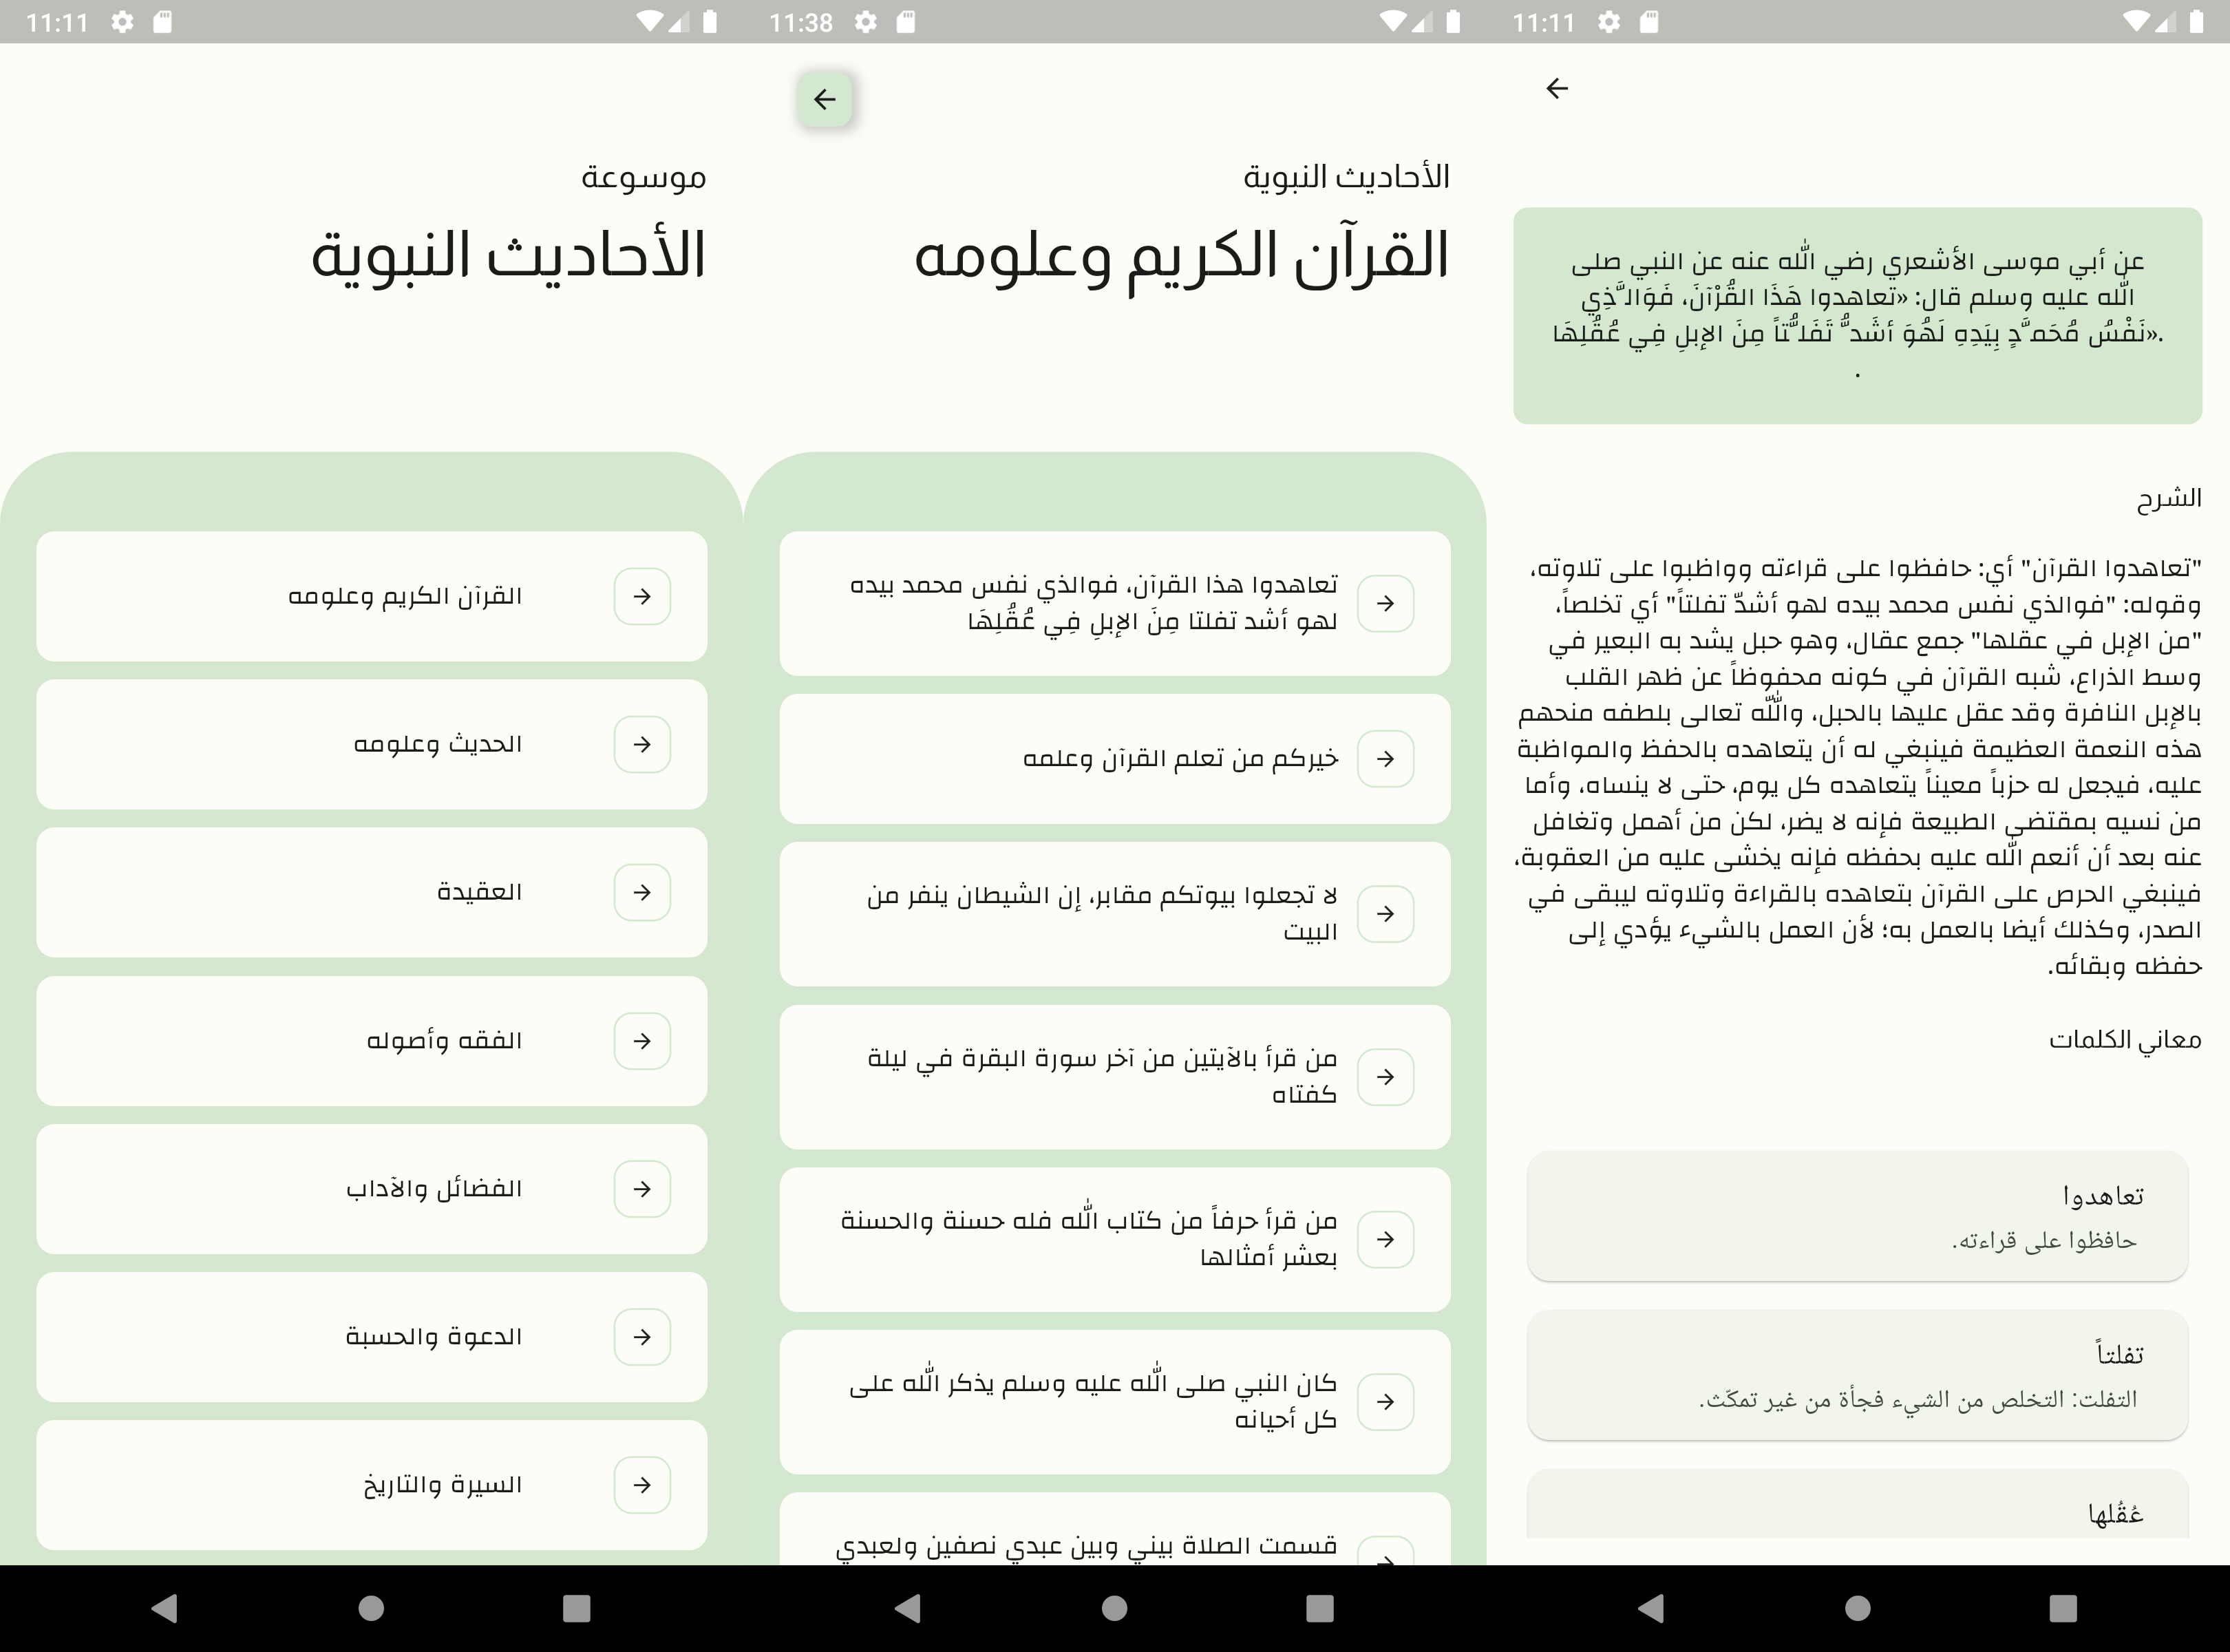 11:11
موسوعة
الأحاديث النبوية
القرآن الكريم وعلومه
الحديث وعلومه
العقيدة
الفقه وأصوله
الفضائل والآداب
الدعوة والحسبة
السيرة والتاريخ
11:38
الأحاديث النبوية
القرآن الكريم وعلومه
تعاهدوا هذا القرآن، فوالذي نفس محمد بيده
لهو أشد تفلتا مِنَ الإبلِ فِي عُقُلِهَا
خيركم من تعلم القرآن وعلمه
لا تجعلوا بيوتكم مقابر، إن الشيطان ينفر من
البيت
من قرأ بالآيتين من آخر سورة البقرة في ليلة
كفتاه
من قرأ حرفاً من كتاب الله فله حسنة والحسنة
بعشر أمثالها
كان النبي صلى الله عليه وسلم يذكر الله على
كل أحيانه
قسمت الصلاة بيني وبين عبدي نصفين ولعبدي
11:11
عن أبي موسى الأشعري رضي الله عنه عن النبي صلى
الله عليه وسلم قال: «تعاهدوا هَذَا القُرْآنَ، فَوَالَّذِي
نَفْسُ مُحَمَّدٍ بِيَدِهِ لَهُوَ أشَدُّ تَفَلُّتاً مِنَ الإبلِ فِي عُقُلِهَا».
.
الشرح
"تعاهدوا القرآن" أي: حافظوا على قراءته وواظبوا على تلاوته،
وقوله: "فوالذي نفس محمد بيده لهو أشدّ تفلتاً" أي تخلصاً،
"من الإبل في عقلها" جمع عقال، وهو حبل يشد به البعير في
وسط الذراع، شبه القرآن في كونه محفوظاً عن ظهر القلب
بالإبل النافرة وقد عقل عليها بالحبل، واللّه تعالى بلطفه منحهم
هذه النعمة العظيمة فينبغي له أن يتعاهده بالحفظ والمواظبة
عليه، فيجعل له حزباً معيناً يتعاهده كل يوم، حتى لا ينساه، وأما
من نسيه بمقتضى الطبيعة فإنه لا يضر، لكن من أهمل وتغافل
عنه بعد أن أنعم الله عليه بحفظه فإنه يخشى عليه من العقوبة،
فينبغي الحرص على القرآن بتعاهده بالقراءة وتلاوته ليبقى في
الصدر، وكذلك أيضا بالعمل به؛ لأن العمل بالشيء يؤدي إلى
حفظه وبقائه.
معاني الكلمات
تعاهدوا
حافظوا على قراءته.
تفلتاً
التفلت: التخلص من الشيء فجأة من غير تمكّث.
عُقُلها